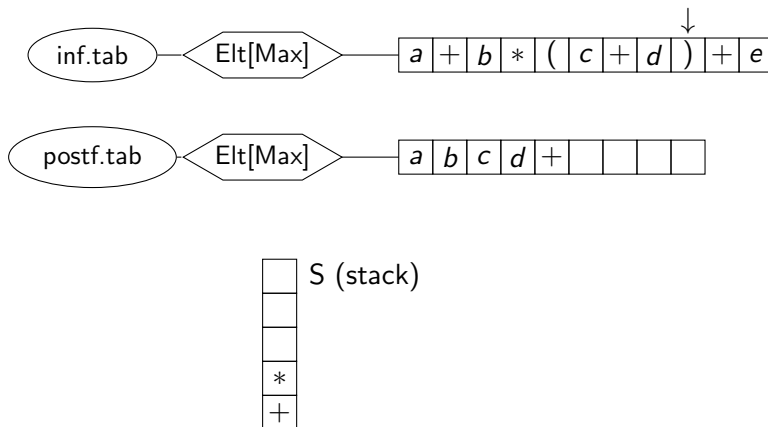 ↓
inf.tab Elt[Max] a + b * ( c + d ) + e
postf.tab Elt[Max] a b c d +
S (stack)
*
+